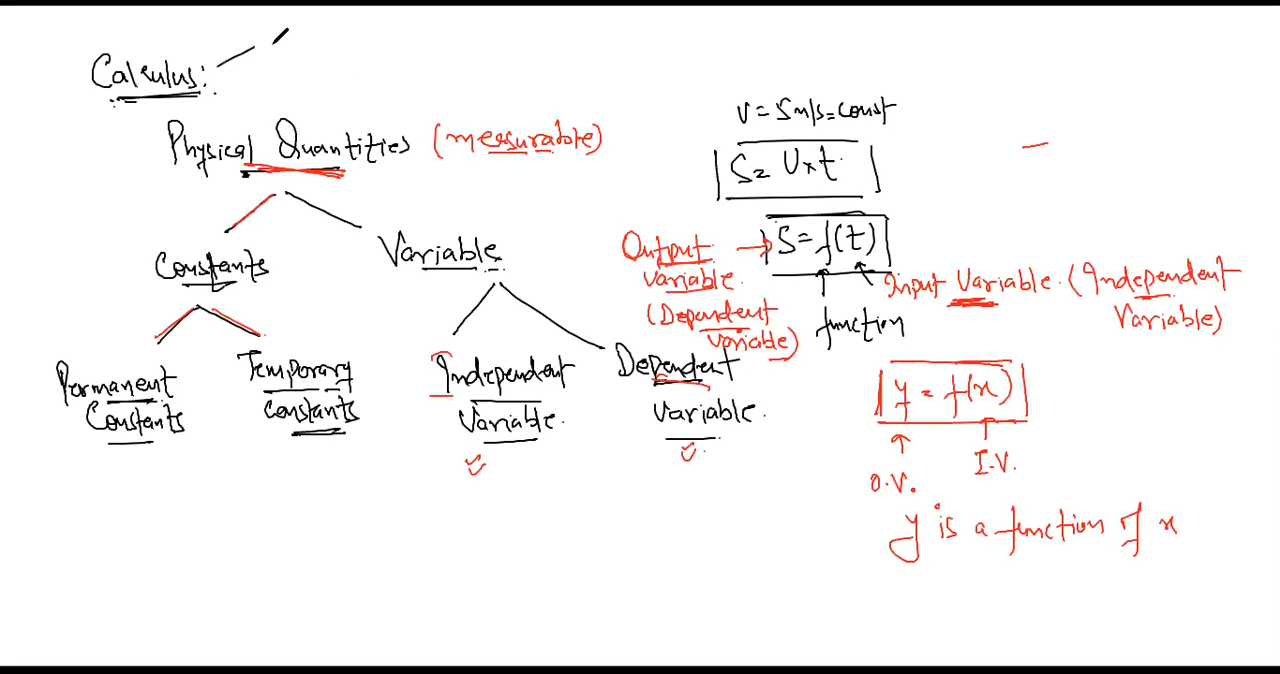 Calculus:
Physical Quantities (measurable)
Constants
Variable
Permanent
Constants
Temporary
constants
Independent
Variable.
Dependent
variable.
V = 5m/s = const
S = V x t
S = f(t)
Output
variable.
(Dependent
variable)
function
Input Variable. (Independent
Variable)
y = f(x)
O.V.
I.V.
y is a function of x